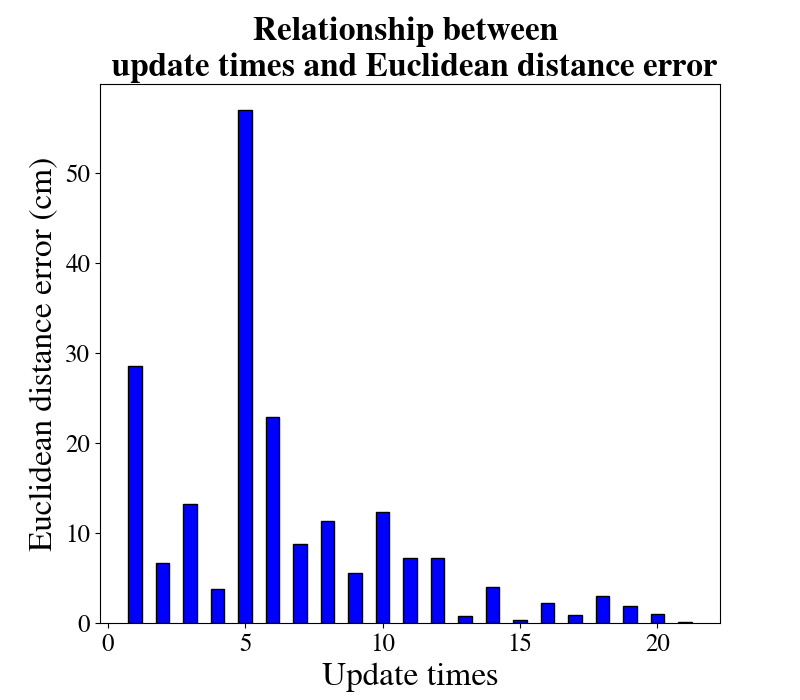 Relationship between
update times and Euclidean distance error
Euclidean distance error (cm)
50
40
30
20
10
0
0 5 10 15 20
Update times